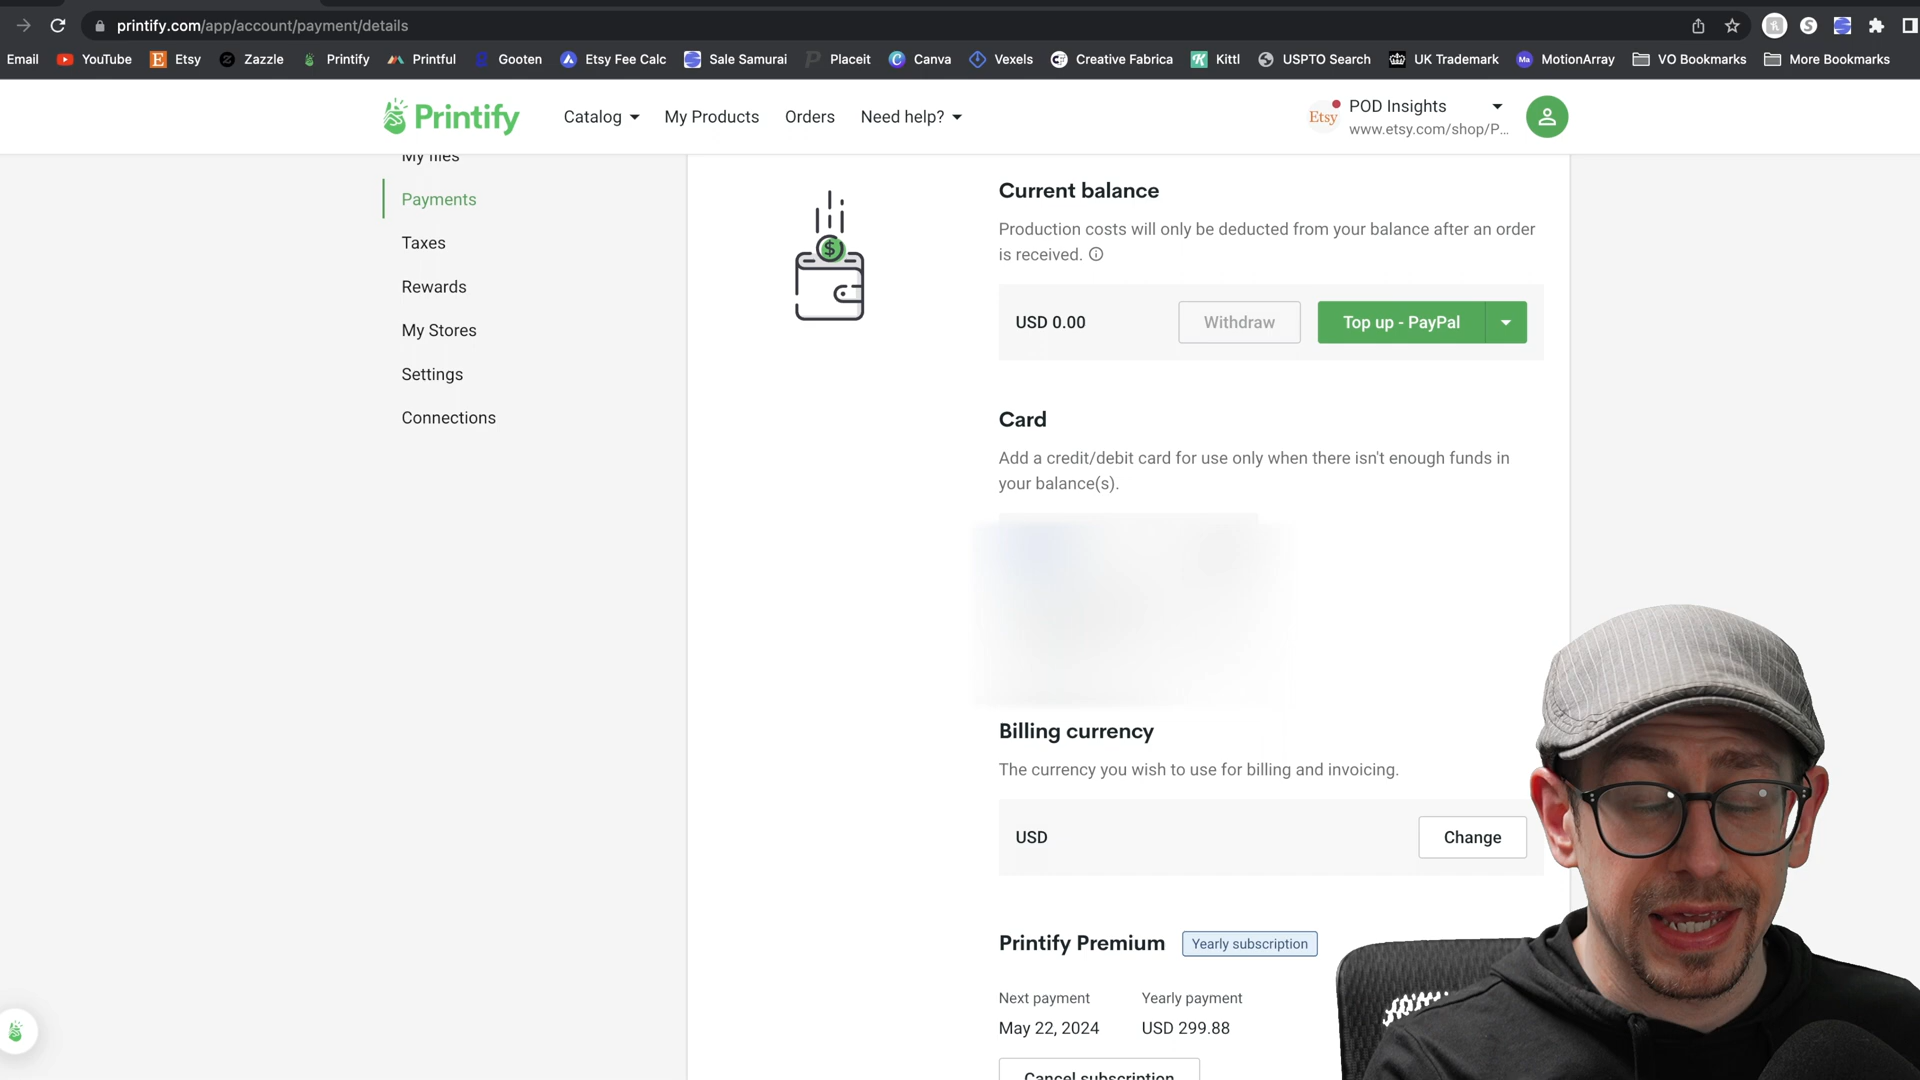 printify.com/app/account/payment/details
Email YouTube Etsy Zazzle Printify Printful Gooten Etsy Fee Calc Sale Samurai Placeit Canva Vexels Creative Fabrica Kittl USPTO Search UK Trademark MotionArray VO Bookmarks More Bookmarks
Printify Catalog My Products Orders Need help? Etsy POD Insights
www.etsy.com/shop/P...
My files
Payments
Taxes
Rewards
My Stores
Settings
Connections
Current balance
Production costs will only be deducted from your balance after an order
is received.
USD 0.00 Withdraw Top up - PayPal
Card
Add a credit/debit card for use only when there isn't enough funds in
your balance(s).
Billing currency
The currency you wish to use for billing and invoicing.
USD Change
Printify Premium Yearly subscription
Next payment Yearly payment
May 22, 2024 USD 299.88
Cancel subscription